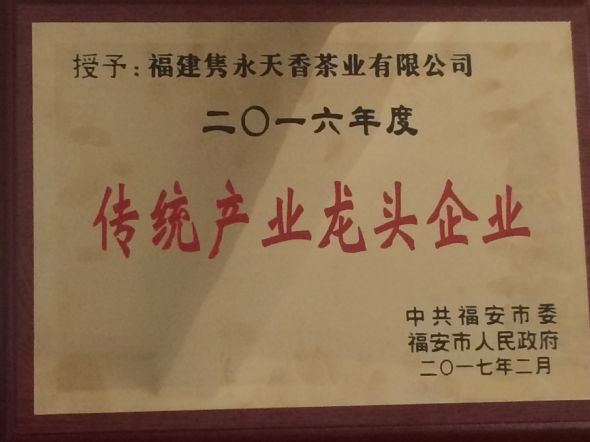 授予：福建隽永天香茶业有限公司
二〇一六年度
传统产业龙头企业
中共福安市委
福安市人民政府
二〇一七年二月